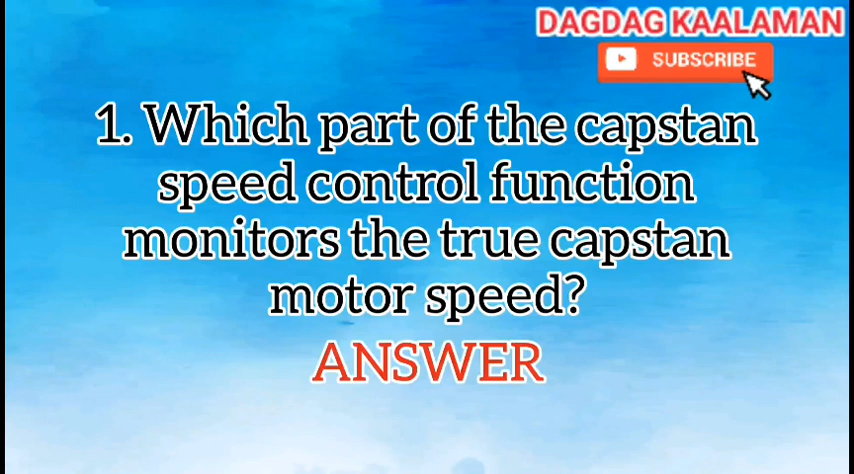 DAGDAG KAALAMAN
SUBSCRIBE
1. Which part of the capstan
speed control function
monitors the true capstan
motor speed?
ANSWER